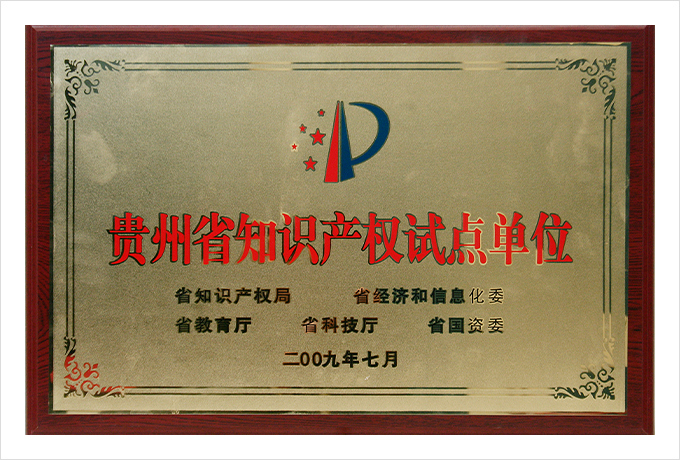 贵州省知识产权试点单位
省知识产权局 省经济和信息化委
省教育厅 省科技厅 省国资委
二00九年七月